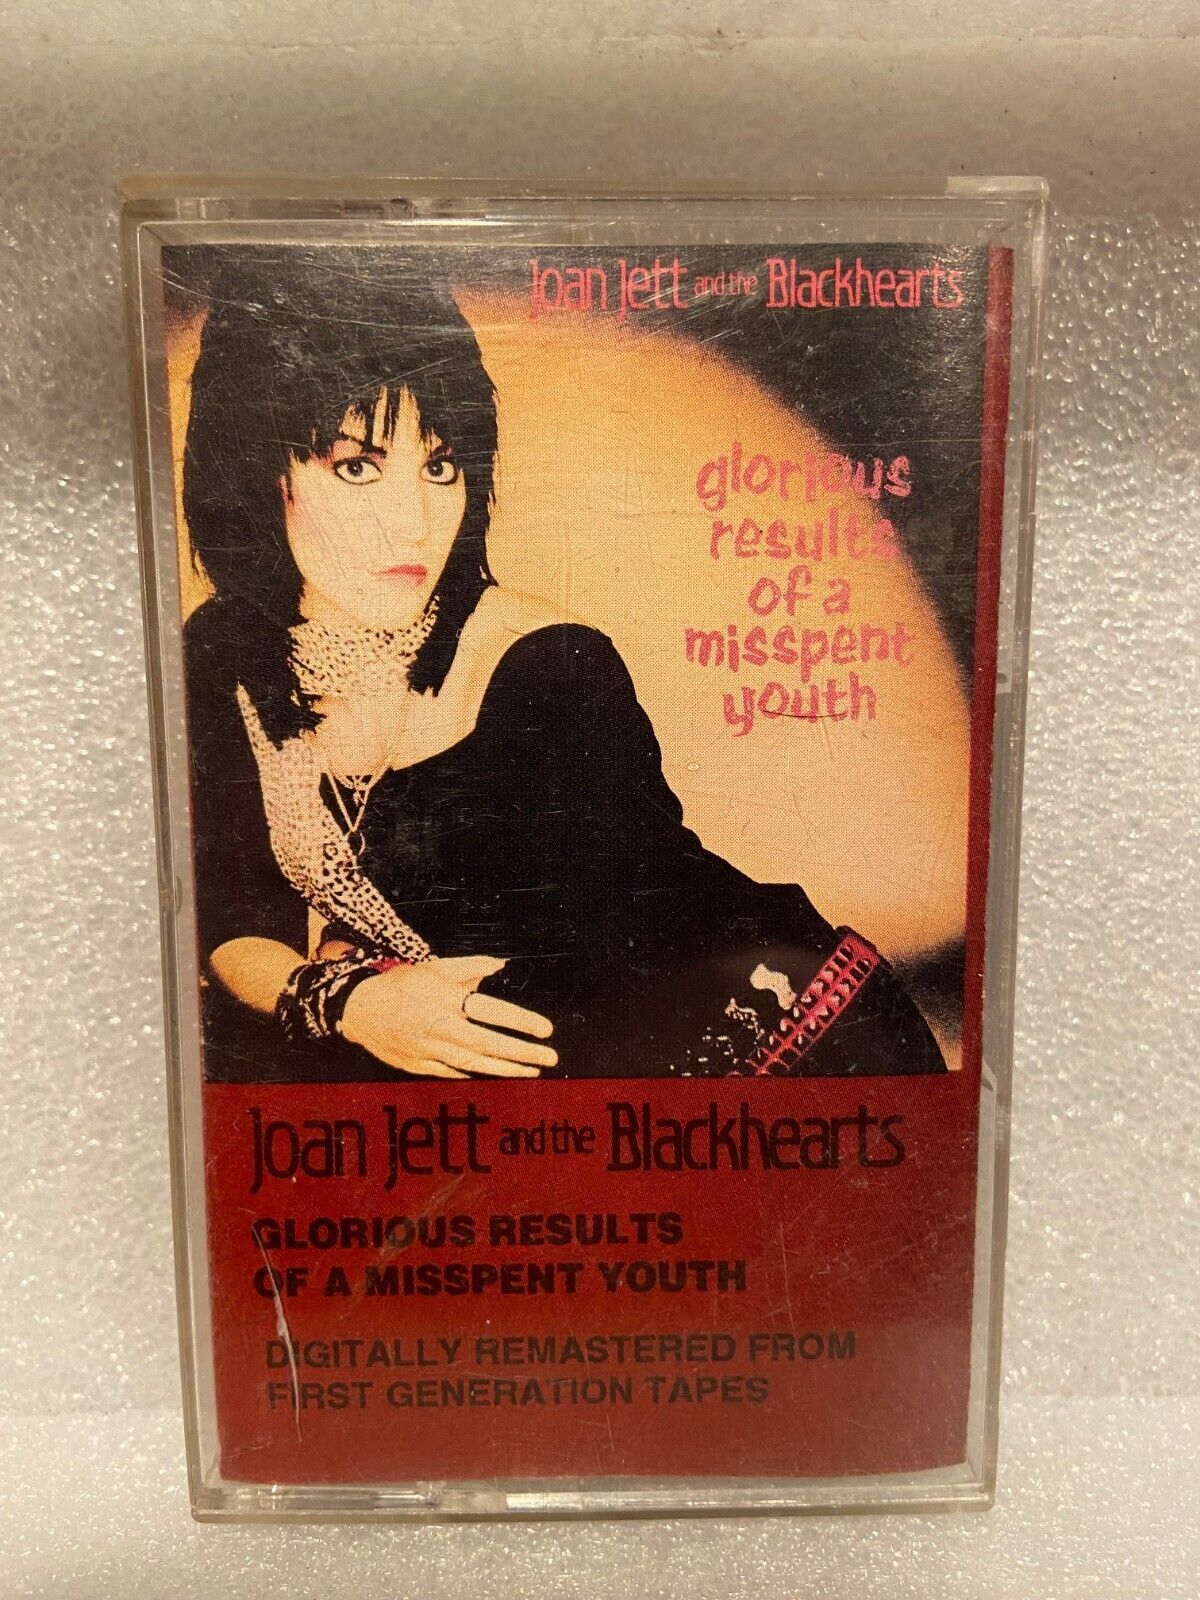 Joan Jett and the Blackhearts
glorious
results
of a
misspent
youth
Joan Jett and the Blackhearts
GLORIOUS RESULTS
OF A MISSPENT YOUTH
DIGITALLY REMASTERED FROM
FIRST GENERATION TAPES